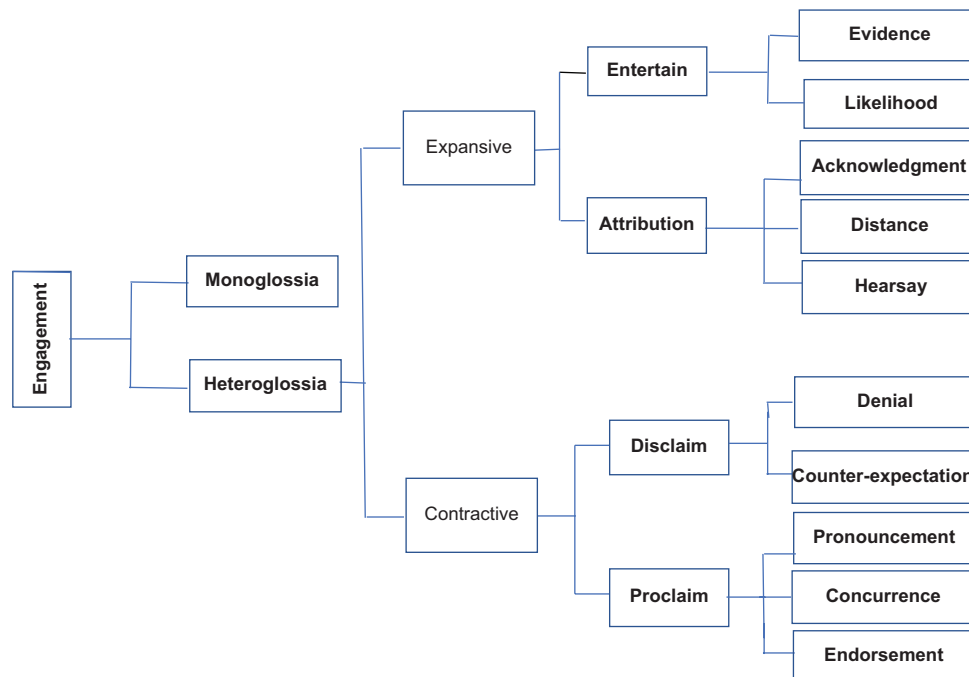 Engagement
Monoglossia
Heteroglossia
Expansive
Contractive
Entertain
Attribution
Disclaim
Proclaim
Evidence
Likelihood
Acknowledgment
Distance
Hearsay
Denial
Counter-expectation
Pronouncement
Concurrence
Endorsement